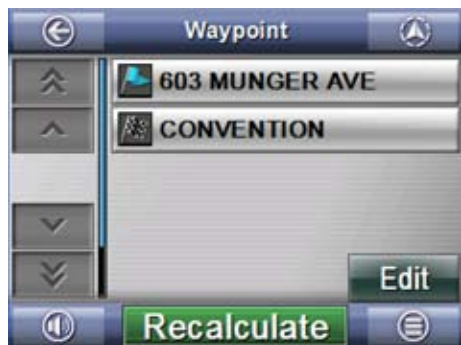 Waypoint
603 MUNGER AVE
CONVENTION
Edit
Recalculate